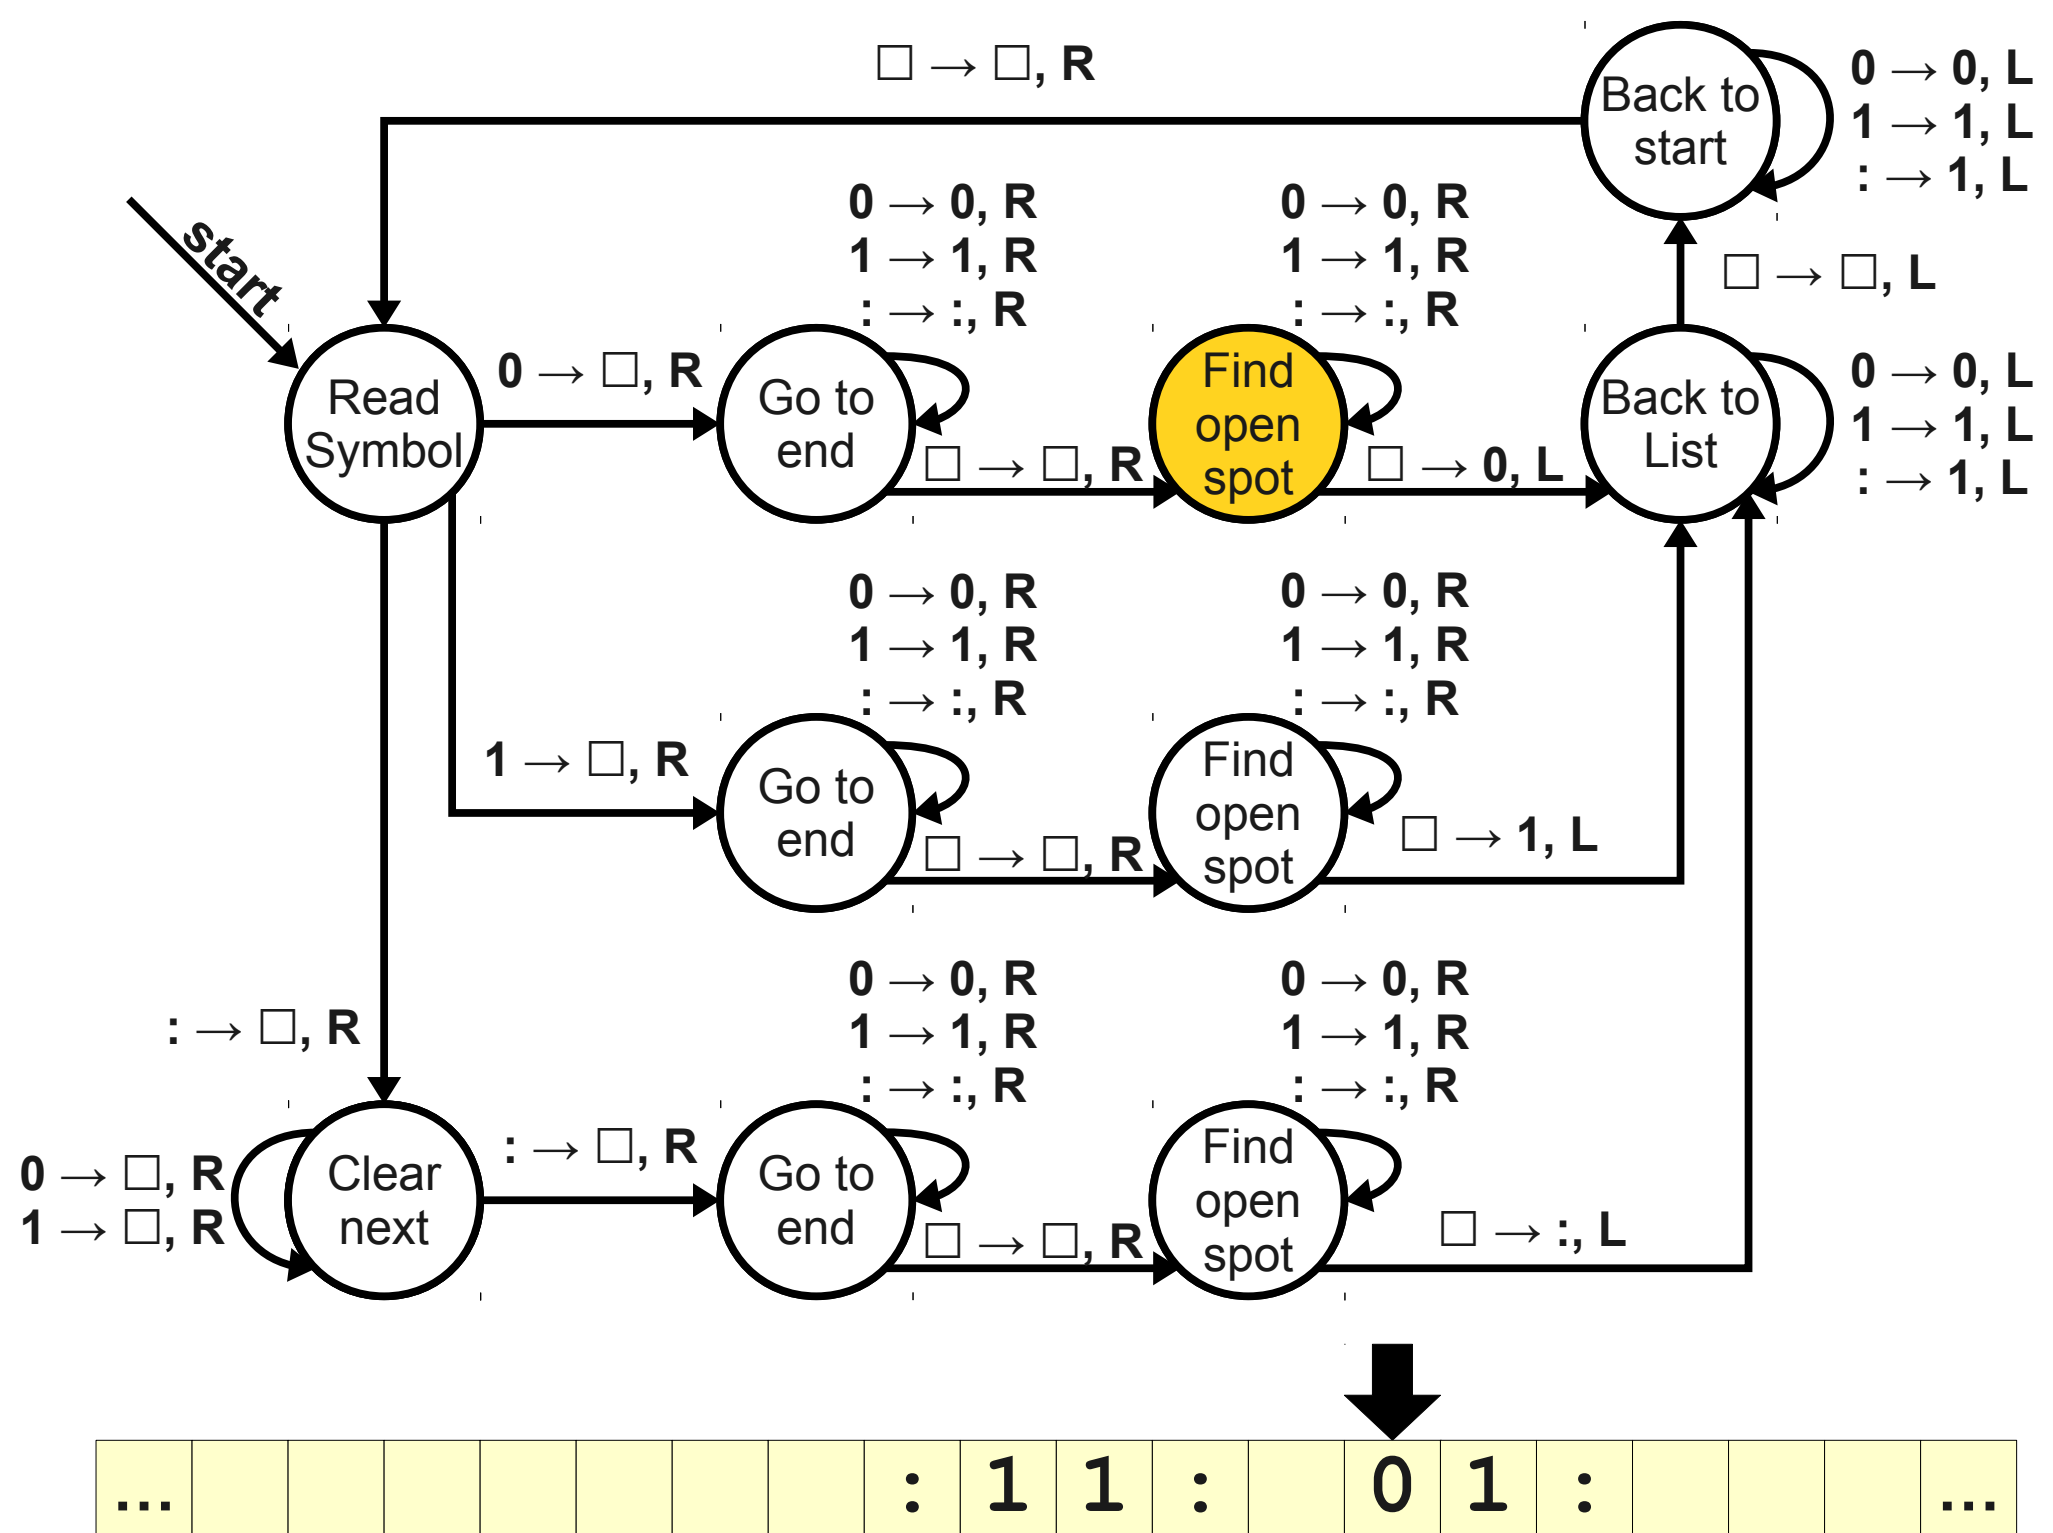 □ → □, R
Back to
start
0 → 0, L
1 → 1, L
: → 1, L
start
0 → 0, R
1 → 1, R
: → :, R
0 → 0, R
1 → 1, R
: → :, R
□ → □, L
Read
Symbol
0 → □, R
Go to
end
□ → □, R
Find
open
spot
□ → 0, L
Back to
List
0 → 0, L
1 → 1, L
: → 1, L
0 → 0, R
1 → 1, R
: → :, R
0 → 0, R
1 → 1, R
: → :, R
1 → □, R
Go to
end
□ → □, R
Find
open
spot
□ → 1, L
0 → 0, R
1 → 1, R
: → :, R
0 → 0, R
1 → 1, R
: → :, R
: → □, R
0 → □, R
1 → □, R
Clear
next
: → □, R
Go to
end
□ → □, R
Find
open
spot
□ → :, L
... : 1 1 : 0 1 : ...